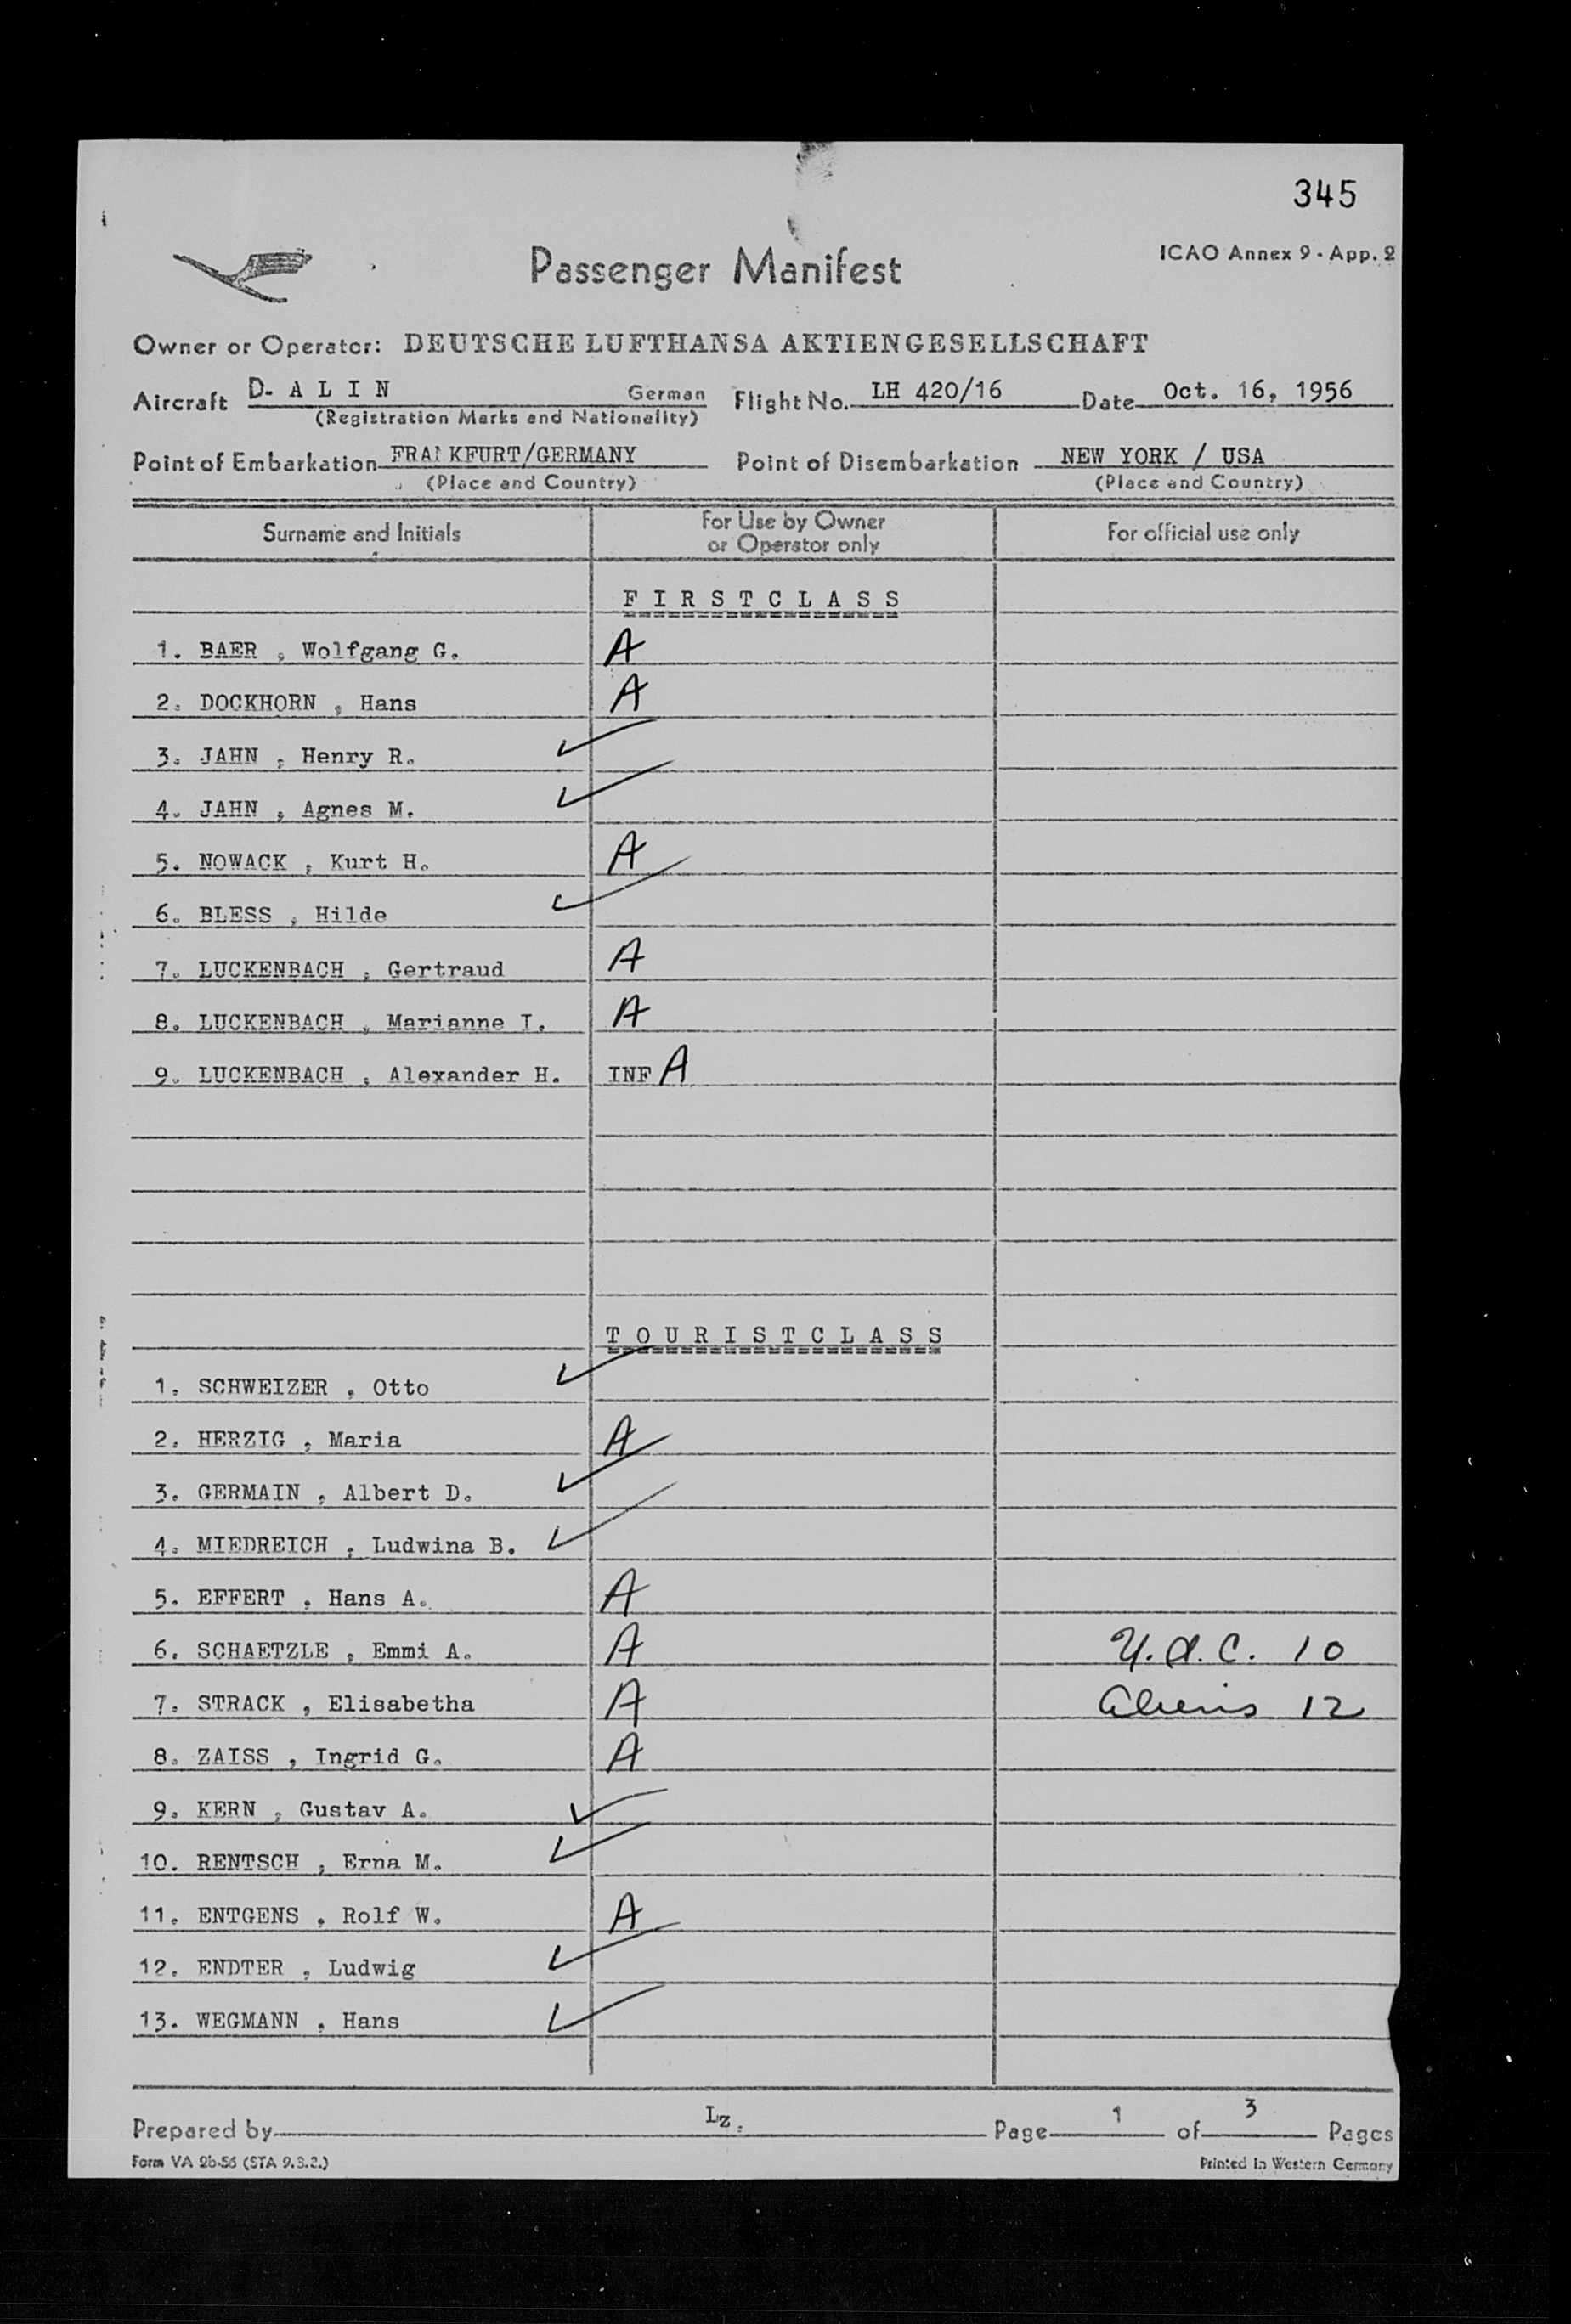 345
Passenger Manifest
ICAO Annex 9 - App. 2
Owner or Operator: DEUTSCHE LUFTHANSA AKTIENGESELLSCHAFT
Aircraft D- A L I N German Flight No. LH 420/16 Date Oct. 16, 1956
(Registration Marks and Nationality)
Point of Embarkation FRANKFURT/GERMANY Point of Disembarkation NEW YORK / USA
(Place and Country) (Place and Country)
Surname and Initials For Use by Owner or Operator only For official use only
F I R S T C L A S S
1. BAER , Wolfgang G. A
2. DOCKHORN , Hans A
3. JAHN , Henry R. ✓
4. JAHN , Agnes M. ✓
5. NOWACK , Kurt H. A
6. BLESS , Hilde ✓
7. LUCKENBACH , Gertraud A
8. LUCKENBACH , Marianne I. A
9. LUCKENBACH , Alexander H. INF A
T O U R I S T C L A S S
1. SCHWEIZER , Otto ✓
2. HERZIG , Maria A
3. GERMAIN , Albert D. ✓
4. MIEDREICH , Ludwina B. ✓
5. EFFERT , Hans A. A
6. SCHAETZLE , Emmi A. A U.S.C. 10
7. STRACK , Elisabetha A Aliens 12
8. ZAISS , Ingrid G. A
9. KERN , Gustav A. ✓
10. RENTSCH , Erna M. ✓
11. ENTGENS , Rolf W. A
12. ENDTER , Ludwig ✓
13. WEGMANN , Hans ✓
Prepared by Lz. Page 1 of 3 Pages
Form VA 2b-56 (STA 9.3.2.) Printed in Western Germany